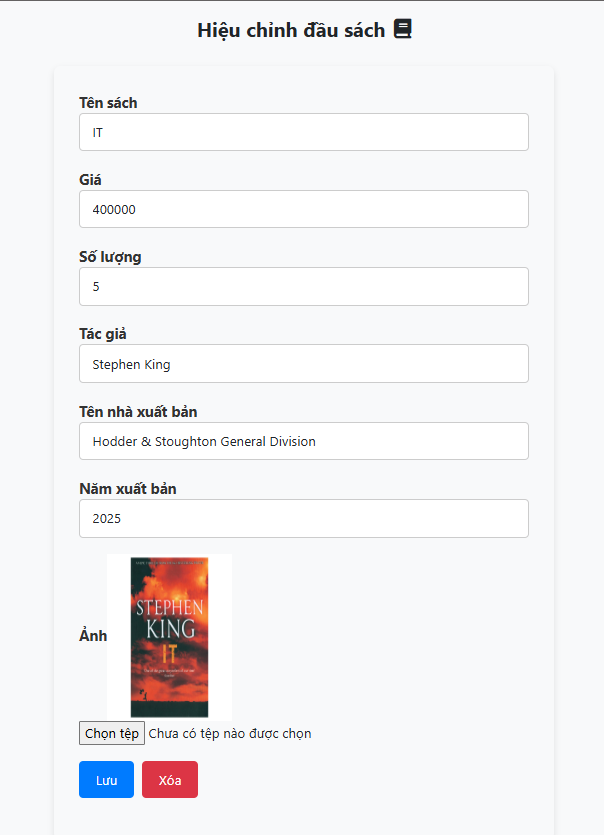 Hiệu chỉnh đầu sách
Tên sách
IT
Giá
400000
Số lượng
5
Tác giả
Stephen King
Tên nhà xuất bản
Hodder & Stoughton General Division
Năm xuất bản
2025
Ảnh
STEPHEN
KING
IT
Chọn tệp Chưa có tệp nào được chọn
Lưu Xóa